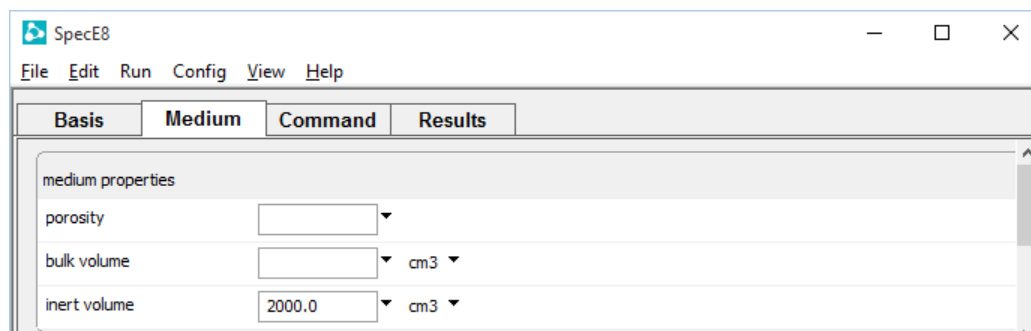 SpecE8
File Edit Run Config View Help
Basis Medium Command Results
medium properties
porosity
bulk volume cm3
inert volume 2000.0 cm3